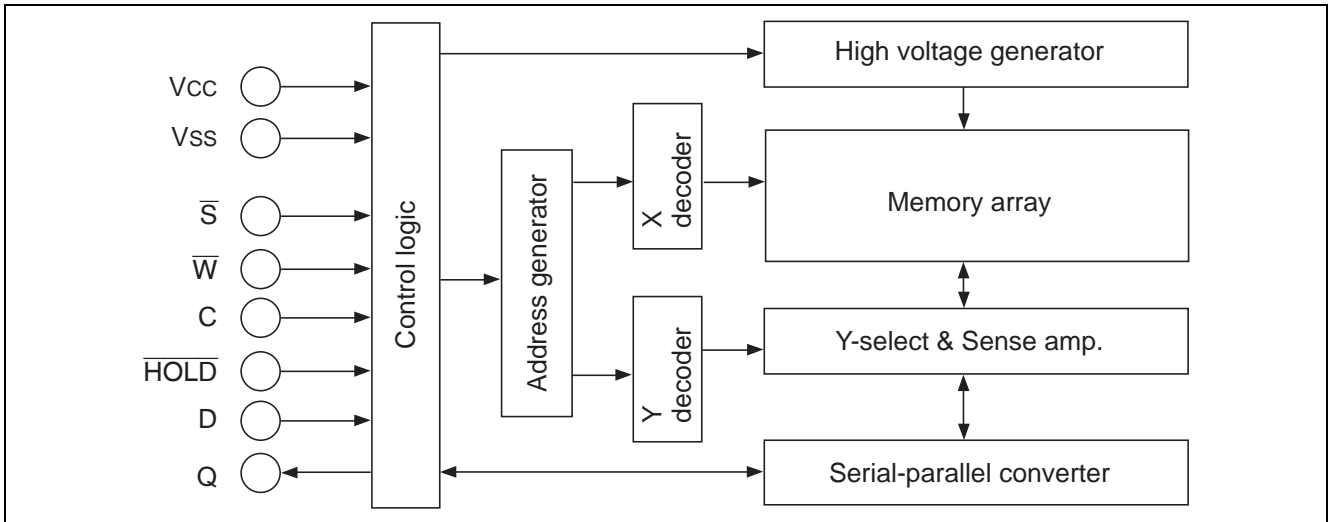 VCC
VSS
S̅
W̅
C
H̅O̅L̅D̅
D
Q
Control logic
Address generator
X
decoder
Y
decoder
High voltage generator
Memory array
Y-select & Sense amp.
Serial-parallel converter